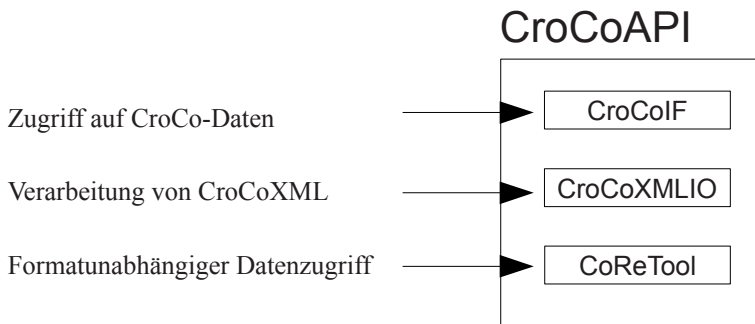 CroCoAPI
Zugriff auf CroCo-Daten
CroCoIF
Verarbeitung von CroCoXML
CroCoXMLIO
Formatunabhängiger Datenzugriff
CoReTool